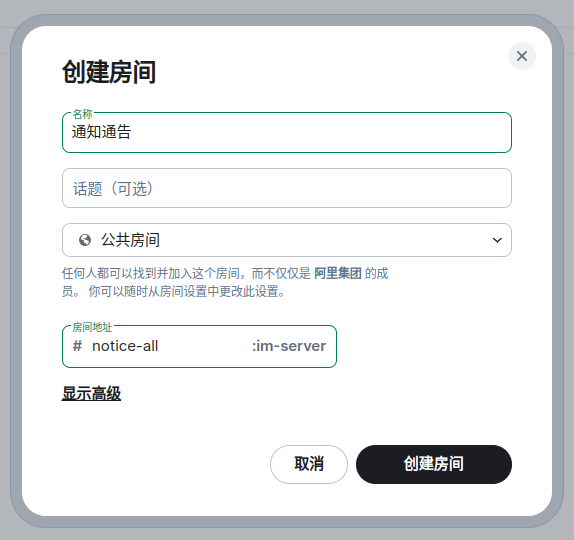 创建房间
名称
通知通告
话题（可选）
公共房间
任何人都可以找到并加入这个房间，而不仅仅是 阿里集团 的成
员。 你可以随时从房间设置中更改此设置。
房间地址
# notice-all :im-server
显示高级
取消 创建房间